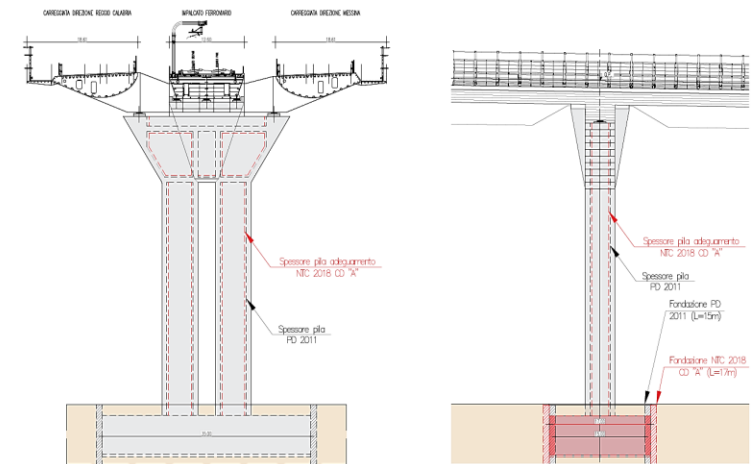 CARREGGIATA DIREZIONE REGGIO CALABRIA
IMPALCATO FERROVIARIO
CARREGGIATA DIREZIONE MESSINA
Spessore pila adeguamento
NTC 2018 CD "A"
Spessore pila
PD 2011
Spessore pila adeguamento
NTC 2018 CD "A"
Spessore pila
PD 2011
Fondazione PD
2011 (L=15m)
Fondazione NTC 2018
CD "A" (L=17m)